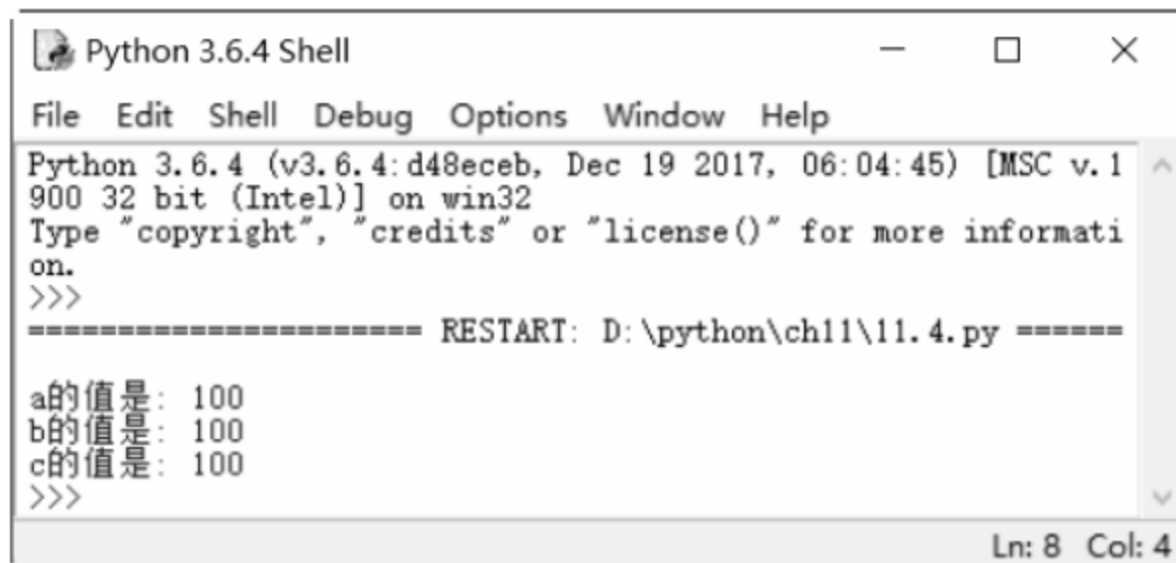 Python 3.6.4 Shell
File Edit Shell Debug Options Window Help
Python 3.6.4 (v3.6.4:d48eceb, Dec 19 2017, 06:04:45) [MSC v.1
900 32 bit (Intel)] on win32
Type "copyright", "credits" or "license()" for more informati
on.
>>>
====================== RESTART: D:\python\ch11\11.4.py ======
a的值是: 100
b的值是: 100
c的值是: 100
>>>
Ln: 8 Col: 4